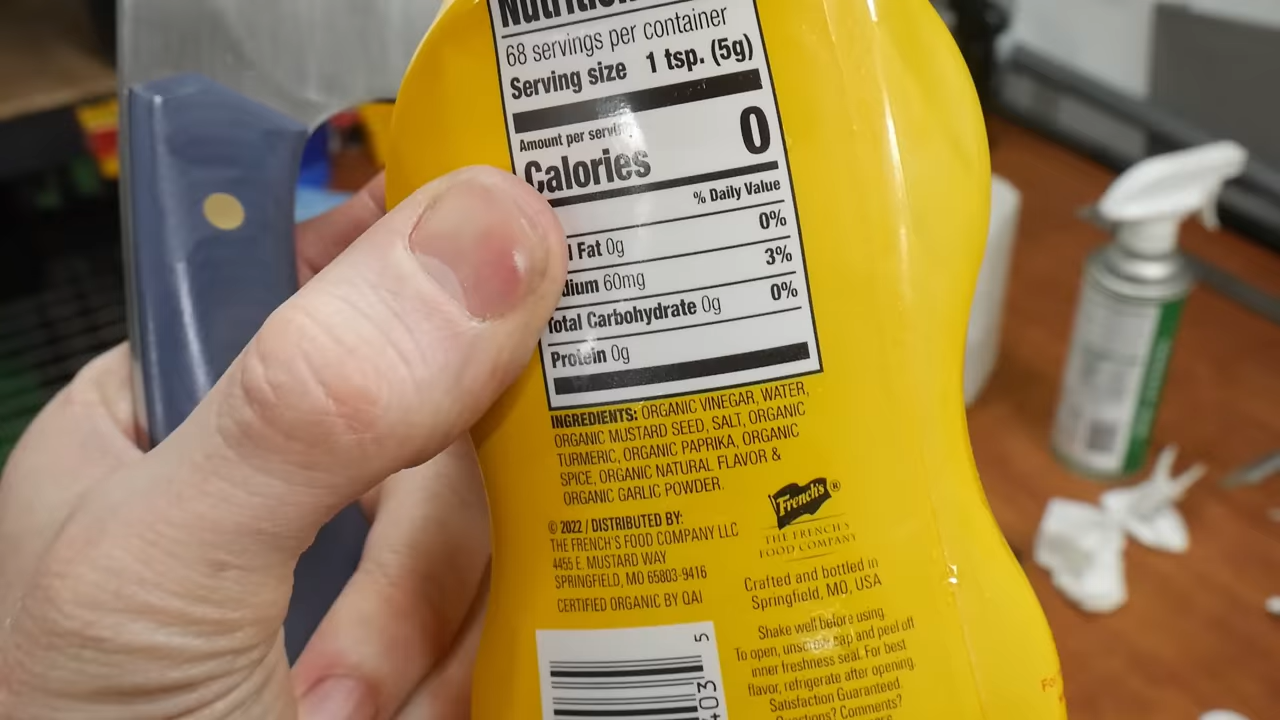 68 servings per container
Serving size 1 tsp. (5g)
Amount per
Calories 0
% Daily Value
Fat 0g 0%
60mg 3%
Total Carbohydrate 0g 0%
Protein 0g
INGREDIENTS: ORGANIC VINEGAR, WATER,
ORGANIC MUSTARD SEED, SALT, ORGANIC
TURMERIC, ORGANIC PAPRIKA, ORGANIC
SPICE, ORGANIC NATURAL FLAVOR &
ORGANIC GARLIC POWDER.
© 2022 / DISTRIBUTED BY:
THE FRENCH'S FOOD COMPANY LLC
4455 E. MUSTARD WAY
SPRINGFIELD, MO 65803-9416
CERTIFIED ORGANIC BY QAI
French's ®
THE FRENCH'S
FOOD COMPANY
Crafted and bottled in
Springfield, MO, USA
Shake well before using
To open, unscrew cap and peel off
inner freshness seal. For best
flavor, refrigerate after opening.
Satisfaction Guaranteed.
Questions? Comments?
5